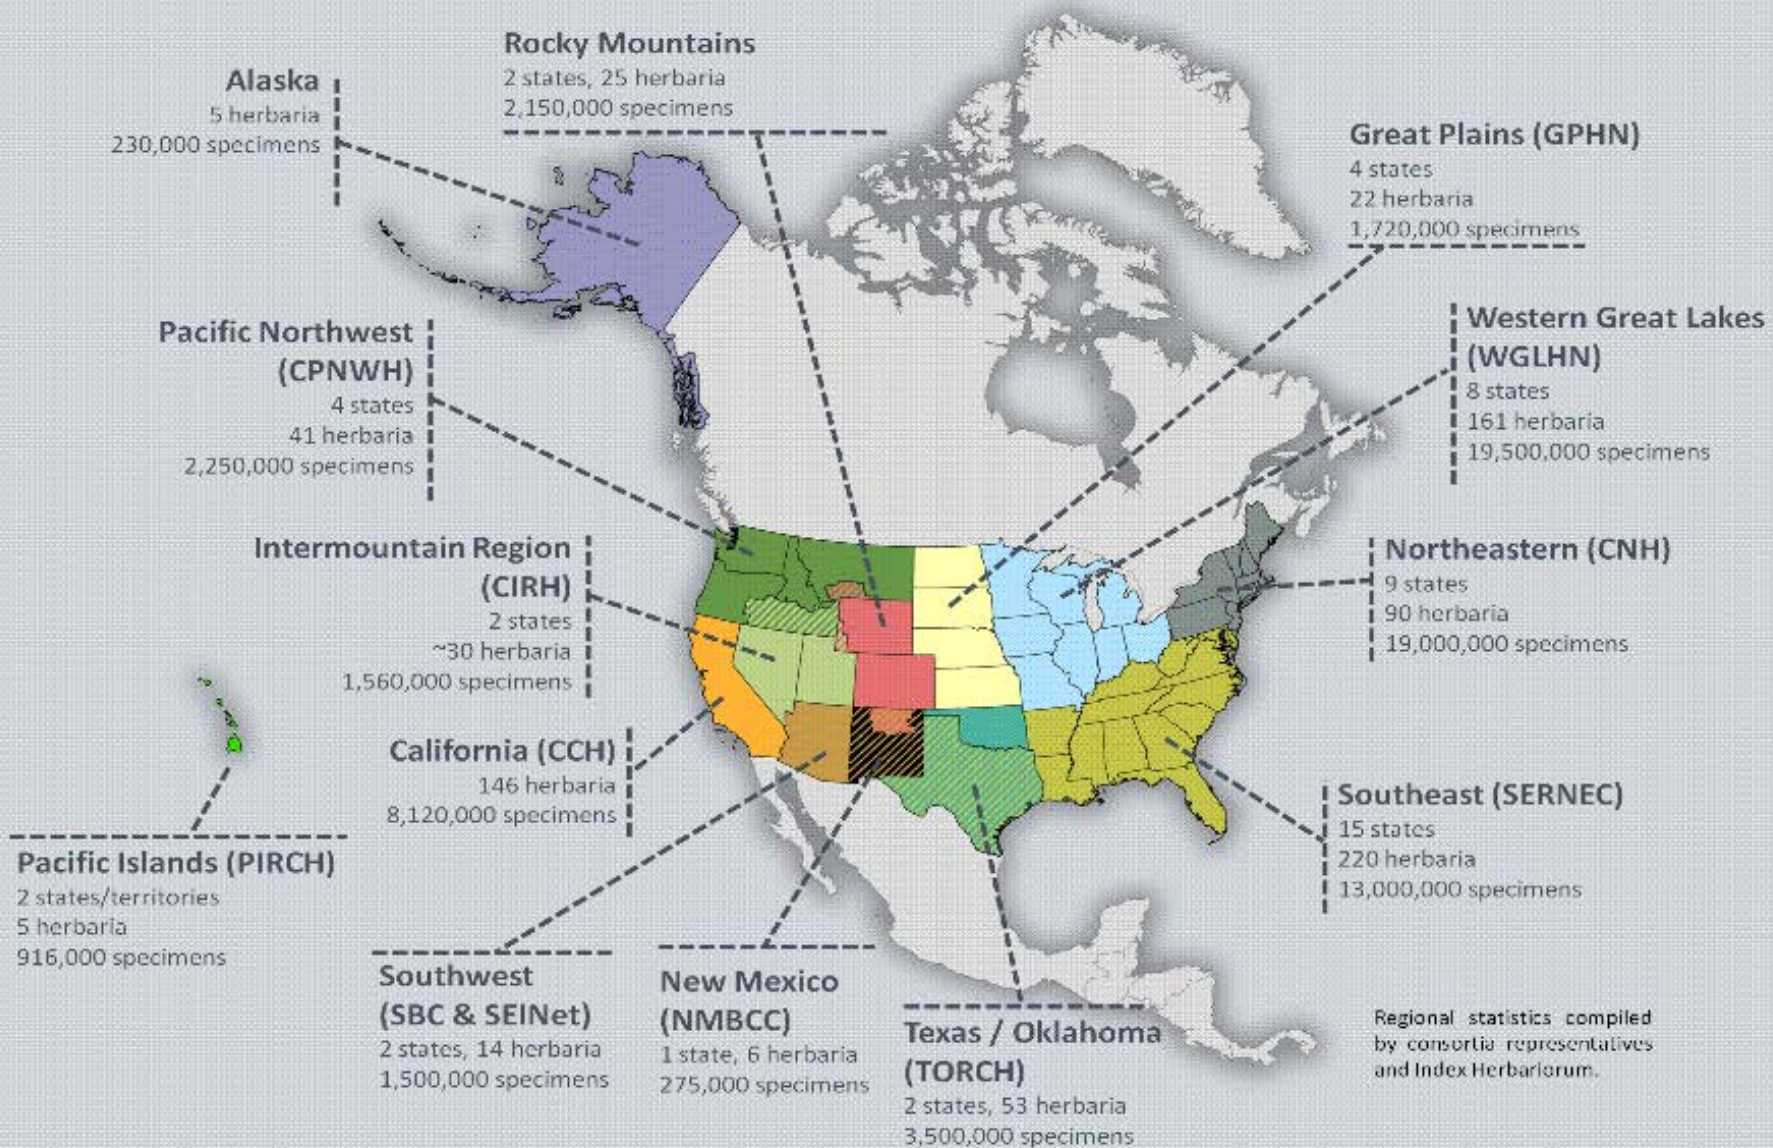 Rocky Mountains
2 states, 25 herbaria
2,150,000 specimens
Alaska
5 herbaria
230,000 specimens
Great Plains (GPHN)
4 states
22 herbaria
1,720,000 specimens
Pacific Northwest
(CPNWH)
4 states
41 herbaria
2,250,000 specimens
Western Great Lakes
(WGLHN)
8 states
161 herbaria
19,500,000 specimens
Intermountain Region
(CIRH)
2 states
~30 herbaria
1,560,000 specimens
Northeastern (CNH)
9 states
90 herbaria
19,000,000 specimens
California (CCH)
146 herbaria
8,120,000 specimens
Southeast (SERNEC)
15 states
220 herbaria
13,000,000 specimens
Pacific Islands (PIRCH)
2 states/territories
5 herbaria
916,000 specimens
Southwest
(SBC & SEINet)
2 states, 14 herbaria
1,500,000 specimens
New Mexico
(NMBCC)
1 state, 6 herbaria
275,000 specimens
Texas / Oklahoma
(TORCH)
2 states, 53 herbaria
3,500,000 specimens
Regional statistics compiled
by consortia representatives
and Index Herbariorum.